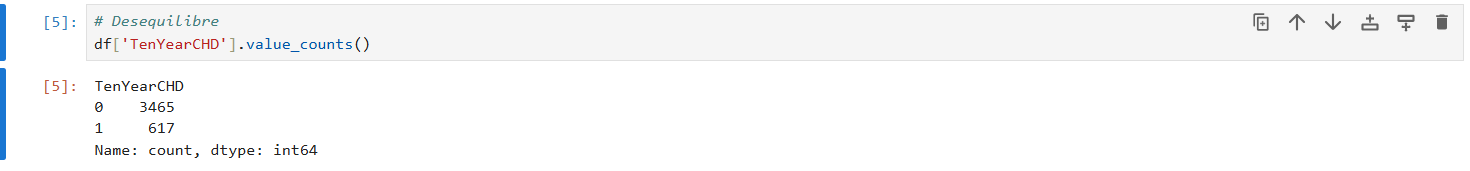 [5]: # Desequilibre
df['TenYearCHD'].value_counts()
[5]: TenYearCHD
0    3465
1     617
Name: count, dtype: int64